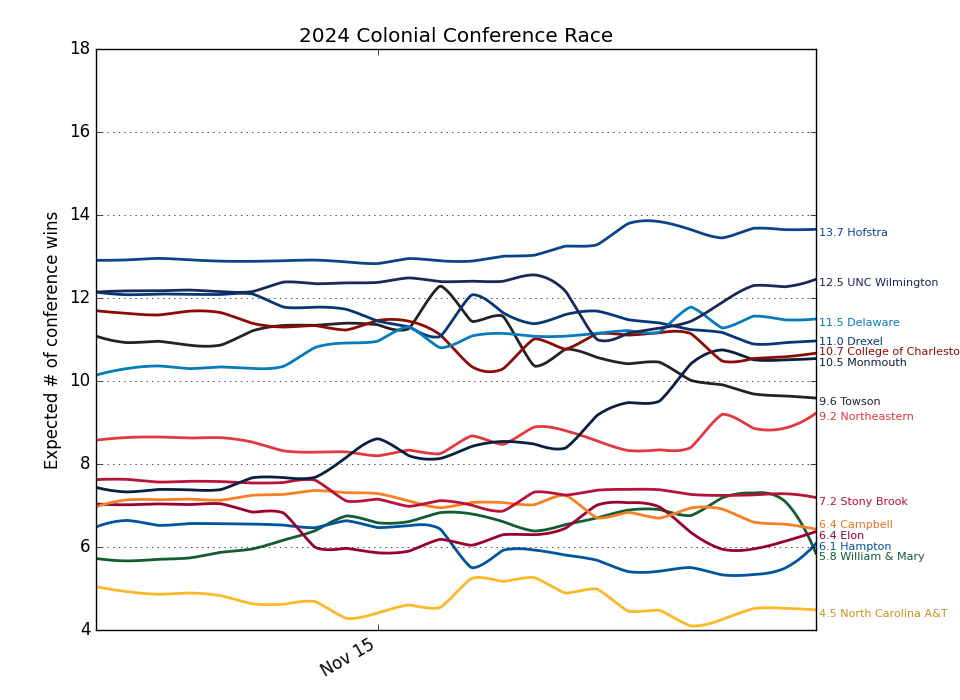 2024 Colonial Conference Race
Expected # of conference wins
18
16
14
12
10
8
6
4
Nov 15
13.7 Hofstra
12.5 UNC Wilmington
11.5 Delaware
11.0 Drexel
10.7 College of Charlesto
10.5 Monmouth
9.6 Towson
9.2 Northeastern
7.2 Stony Brook
6.4 Campbell
6.4 Elon
6.1 Hampton
5.8 William & Mary
4.5 North Carolina A&T